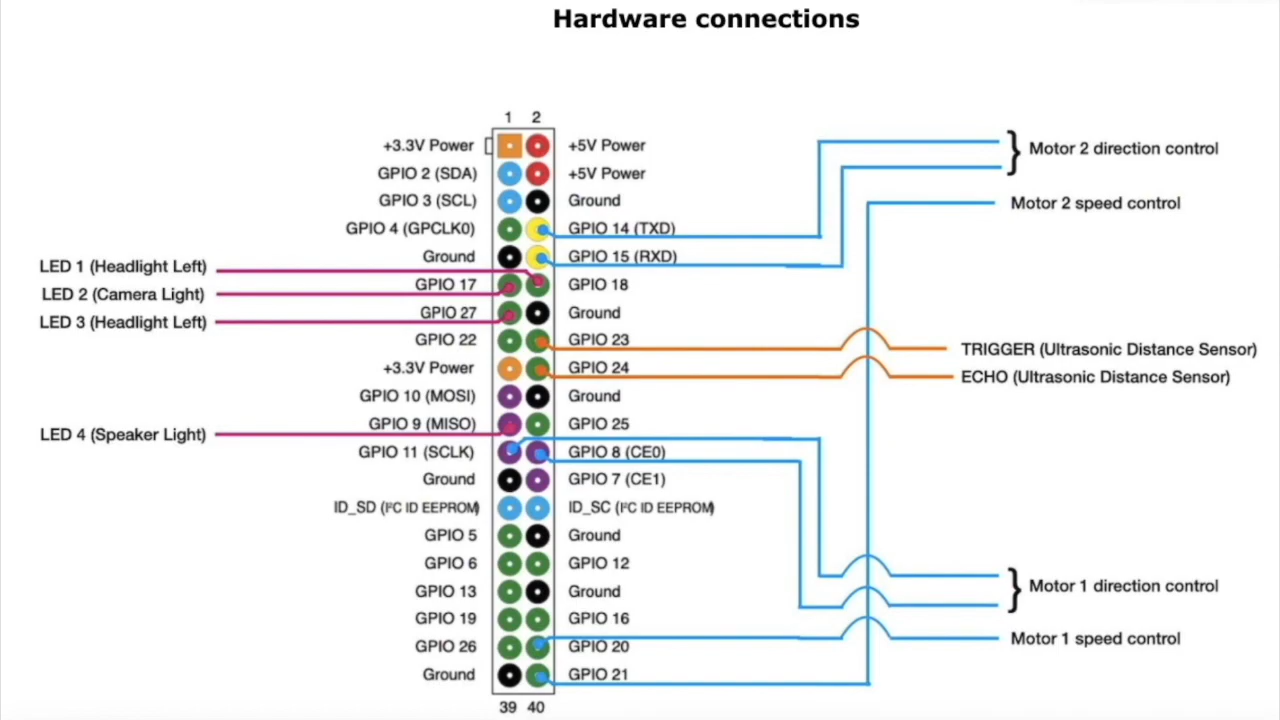 Hardware connections
1 2
+3.3V Power +5V Power
GPIO 2 (SDA) +5V Power
GPIO 3 (SCL) Ground
GPIO 4 (GPCLK0) GPIO 14 (TXD)
Ground GPIO 15 (RXD)
GPIO 17 GPIO 18
GPIO 27 Ground
GPIO 22 GPIO 23
+3.3V Power GPIO 24
GPIO 10 (MOSI) Ground
GPIO 9 (MISO) GPIO 25
GPIO 11 (SCLK) GPIO 8 (CE0)
Ground GPIO 7 (CE1)
ID_SD (I²C ID EEPROM) ID_SC (I²C ID EEPROM)
GPIO 5 Ground
GPIO 6 GPIO 12
GPIO 13 Ground
GPIO 19 GPIO 16
GPIO 26 GPIO 20
Ground GPIO 21
39 40
LED 1 (Headlight Left)
LED 2 (Camera Light)
LED 3 (Headlight Left)
LED 4 (Speaker Light)
} Motor 2 direction control
Motor 2 speed control
TRIGGER (Ultrasonic Distance Sensor)
ECHO (Ultrasonic Distance Sensor)
} Motor 1 direction control
Motor 1 speed control